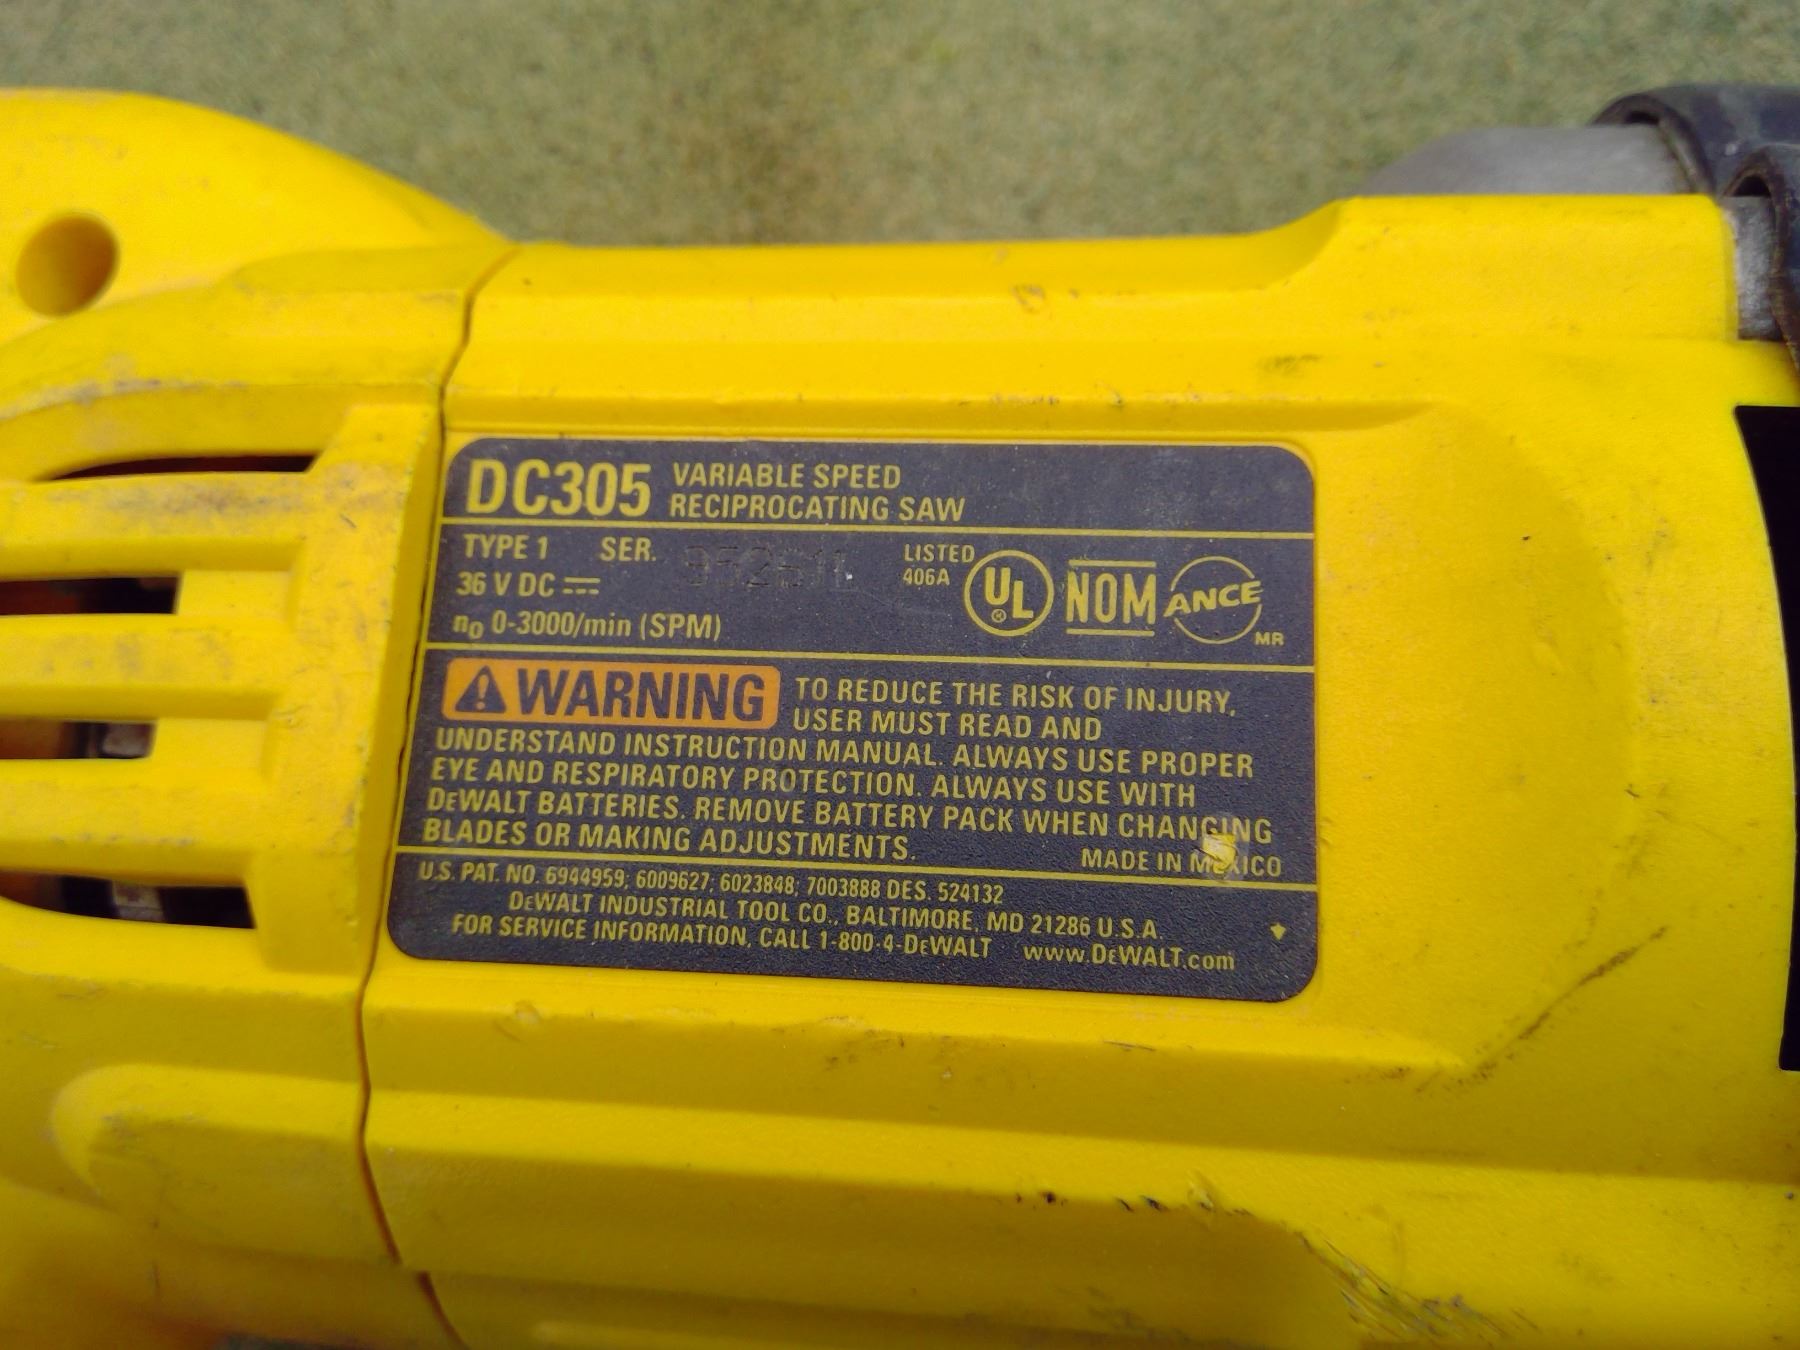 DC305 VARIABLE SPEED
RECIPROCATING SAW
TYPE 1 SER.
36 V DC ⎓
LISTED
406A
UL ®
NOM
ANCE
MR
n0 0-3000/min (SPM)
⚠WARNING TO REDUCE THE RISK OF INJURY,
USER MUST READ AND
UNDERSTAND INSTRUCTION MANUAL. ALWAYS USE PROPER
EYE AND RESPIRATORY PROTECTION. ALWAYS USE WITH
DEWALT BATTERIES. REMOVE BATTERY PACK WHEN CHANGING
BLADES OR MAKING ADJUSTMENTS.
MADE IN MEXICO
U.S. PAT. NO. 6944959; 6009627; 6023848; 7003888 DES. 524132
DEWALT INDUSTRIAL TOOL CO., BALTIMORE, MD 21286 U.S.A.
FOR SERVICE INFORMATION, CALL 1-800-4-DEWALT www.DEWALT.com